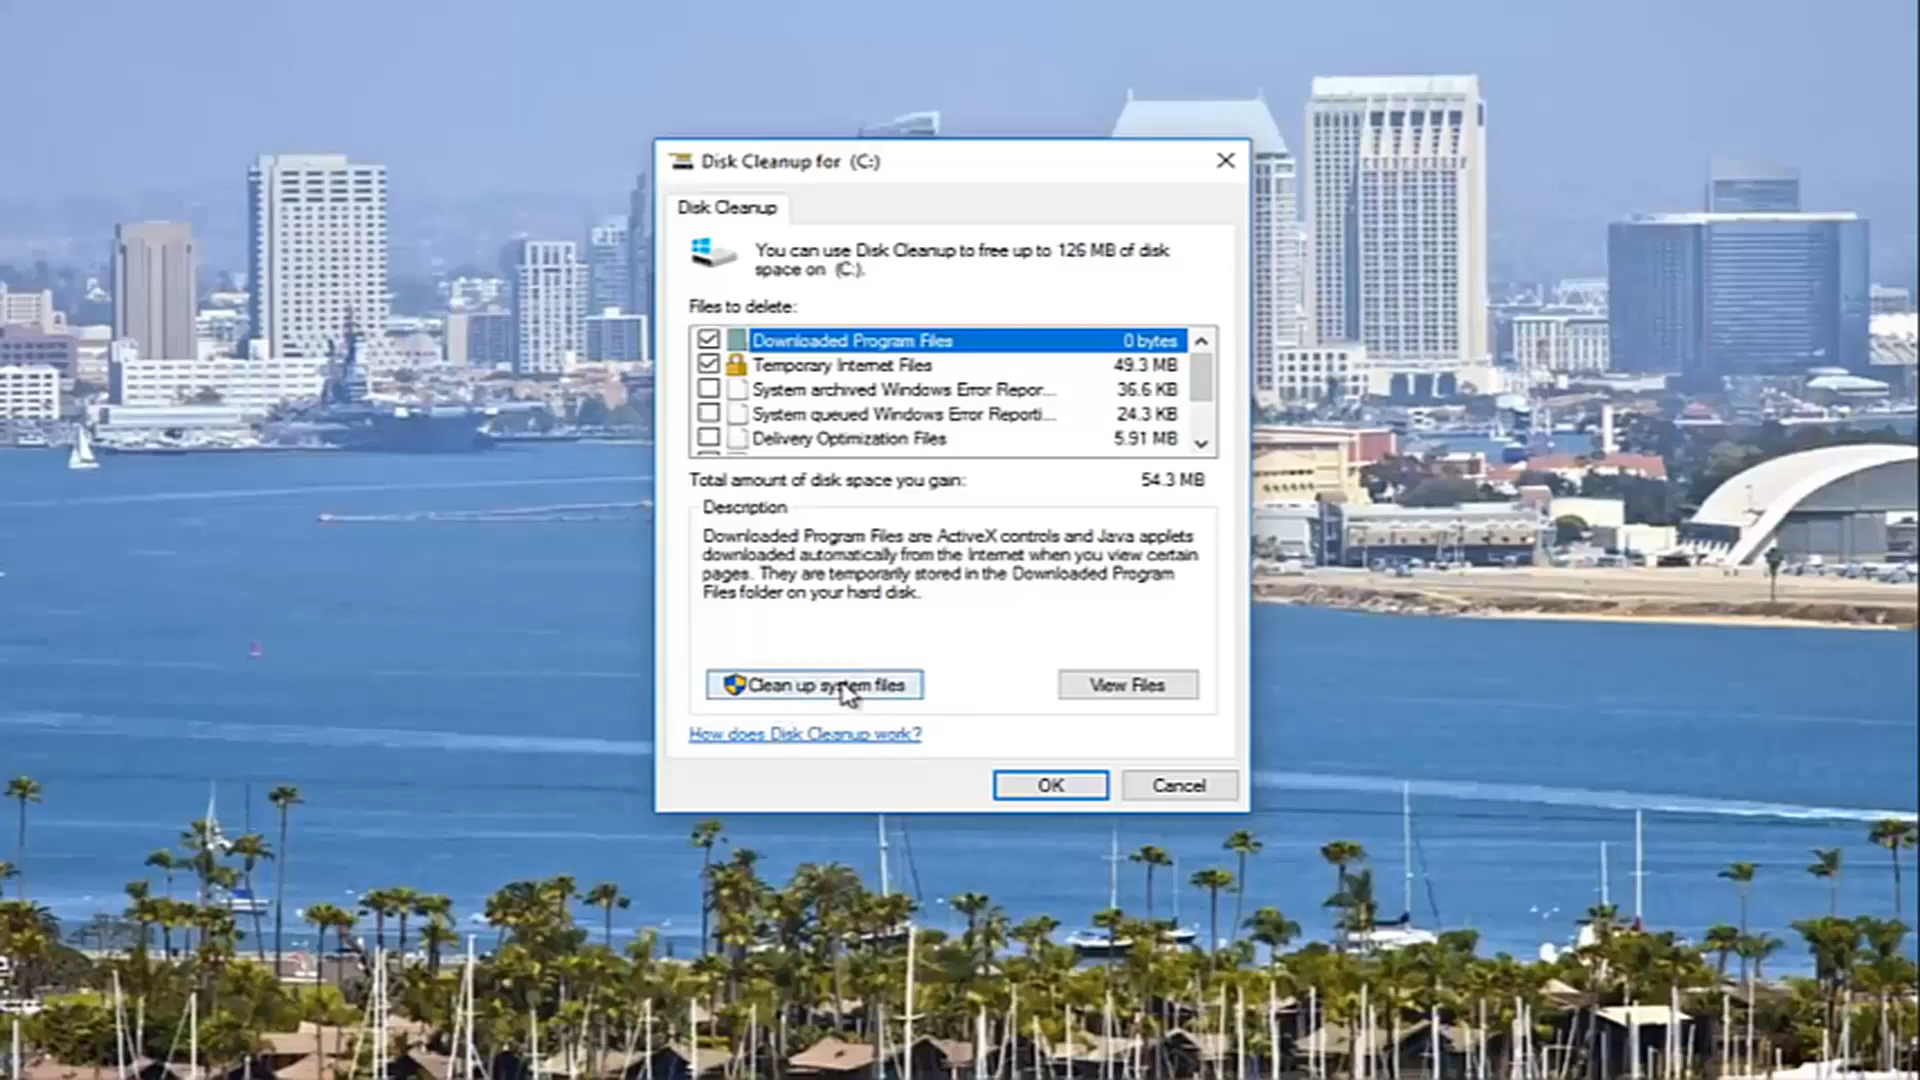 Disk Cleanup for (C:)
Disk Cleanup
You can use Disk Cleanup to free up to 126 MB of disk
space on (C:).
Files to delete:
Downloaded Program Files 0 bytes
Temporary Internet Files 49.3 MB
System archived Windows Error Repor... 36.6 KB
System queued Windows Error Reporti... 24.3 KB
Delivery Optimization Files 5.91 MB
Total amount of disk space you gain: 54.3 MB
Description
Downloaded Program Files are ActiveX controls and Java applets
downloaded automatically from the Internet when you view certain
pages. They are temporarily stored in the Downloaded Program
Files folder on your hard disk.
Clean up system files
View Files
How does Disk Cleanup work?
OK
Cancel